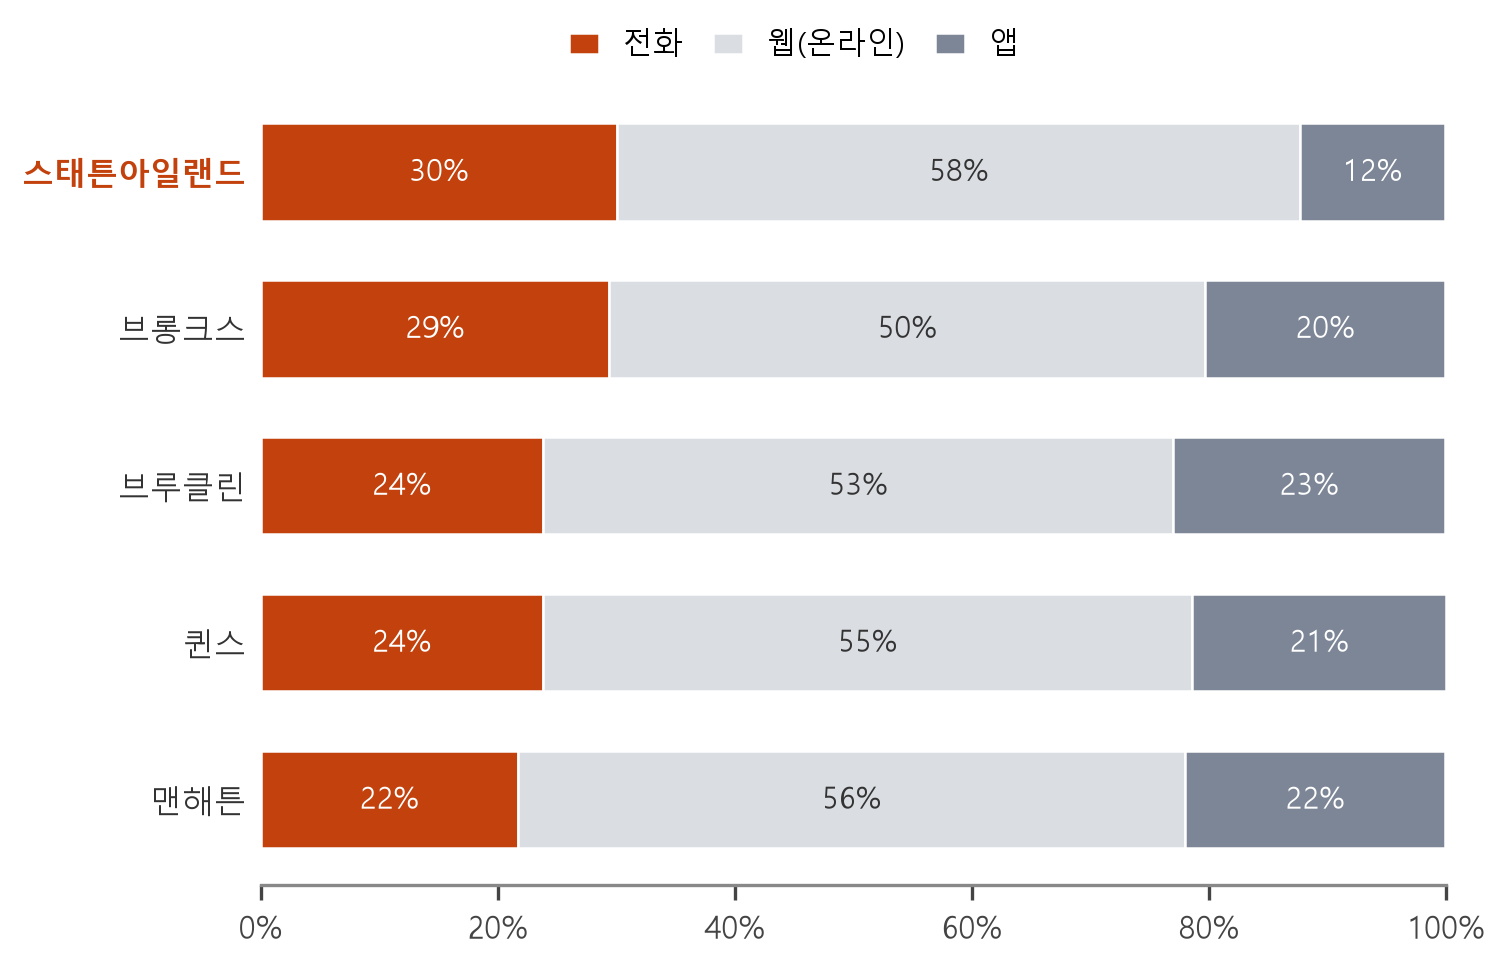 전화 웹(온라인) 앱
스태튼아일랜드 30% 58% 12%
브롱크스 29% 50% 20%
브루클린 24% 53% 23%
퀸스 24% 55% 21%
맨해튼 22% 56% 22%
0% 20% 40% 60% 80% 100%